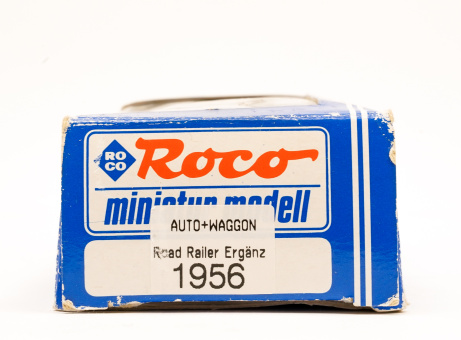 RO
CO
Roco
miniatur modell
AUTO+WAGGON
Road Railer Ergänz
1956